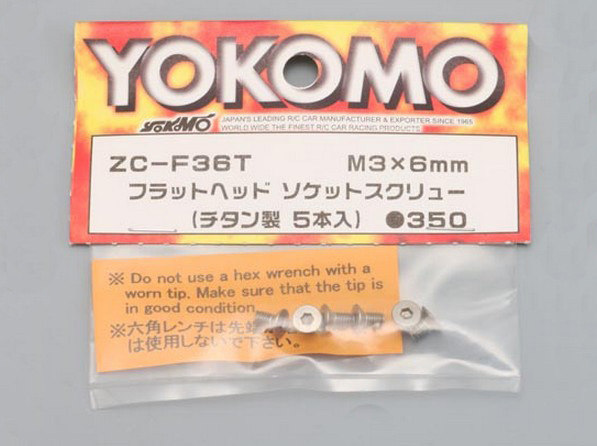 YOKOMO
YOKOMO JAPAN'S LEADING R/C CAR MANUFACTURER & EXPORTER SINCE 1965
WORLD WIDE THE FINEST R/C CAR RACING PRODUCTS
ZC-F36T M3×6mm
フラットヘッド ソケットスクリュー
(チタン製 5本入) ●350
※ Do not use a hex wrench with a
worn tip. Make sure that the tip is
in good condition
※六角レンチは先
は使用しないで下